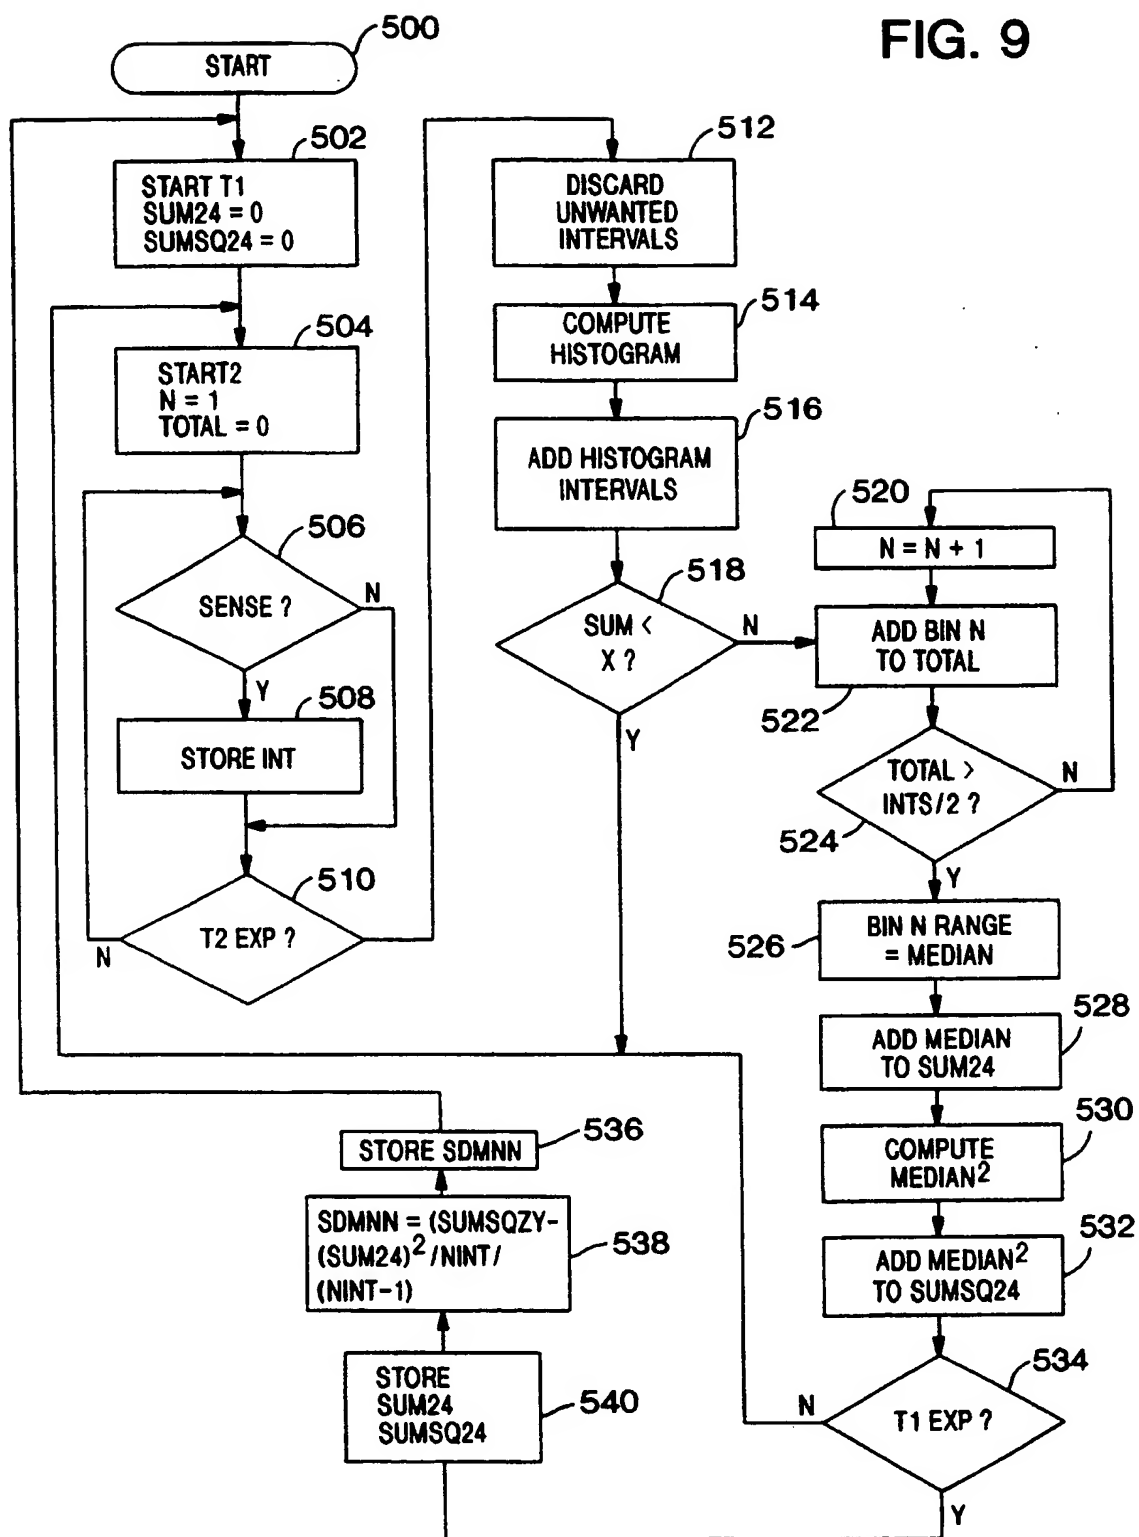 FIG. 9
500
START
502
START T1
SUM24 = 0
SUMSQ24 = 0
504
START2
N = 1
TOTAL = 0
506
SENSE ?
N
Y
508
STORE INT
510
T2 EXP ?
N
512
DISCARD
UNWANTED
INTERVALS
514
COMPUTE
HISTOGRAM
516
ADD HISTOGRAM
INTERVALS
518
SUM <
X ?
N
Y
520
N = N + 1
ADD BIN N
TO TOTAL
522
TOTAL >
INTS/2 ?
N
524
Y
BIN N RANGE
= MEDIAN
526
528
ADD MEDIAN
TO SUM24
530
COMPUTE
MEDIAN²
532
ADD MEDIAN²
TO SUMSQ24
534
T1 EXP ?
N
Y
536
STORE SDMNN
SDMNN = (SUMSQZY-
(SUM24)²/NINT/
(NINT-1)
538
STORE
SUM24
SUMSQ24
540